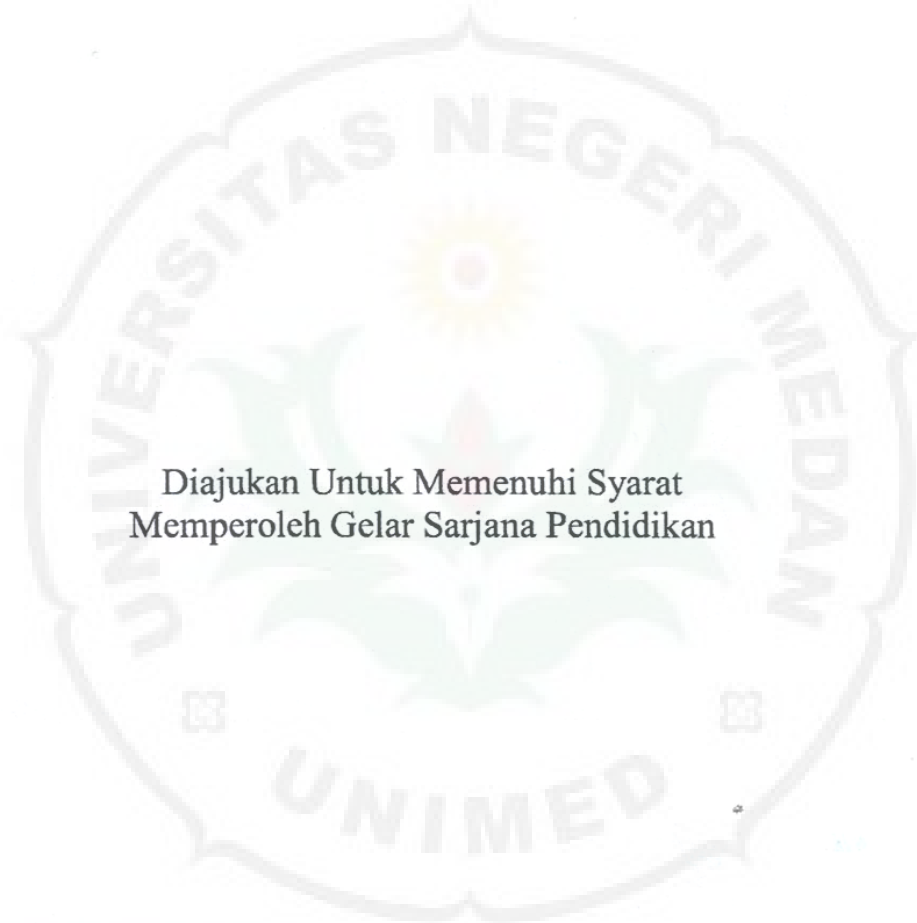 UNIVERSITAS NEGERI MEDAN
Diajukan Untuk Memenuhi Syarat
Memperoleh Gelar Sarjana Pendidikan
UNIMED